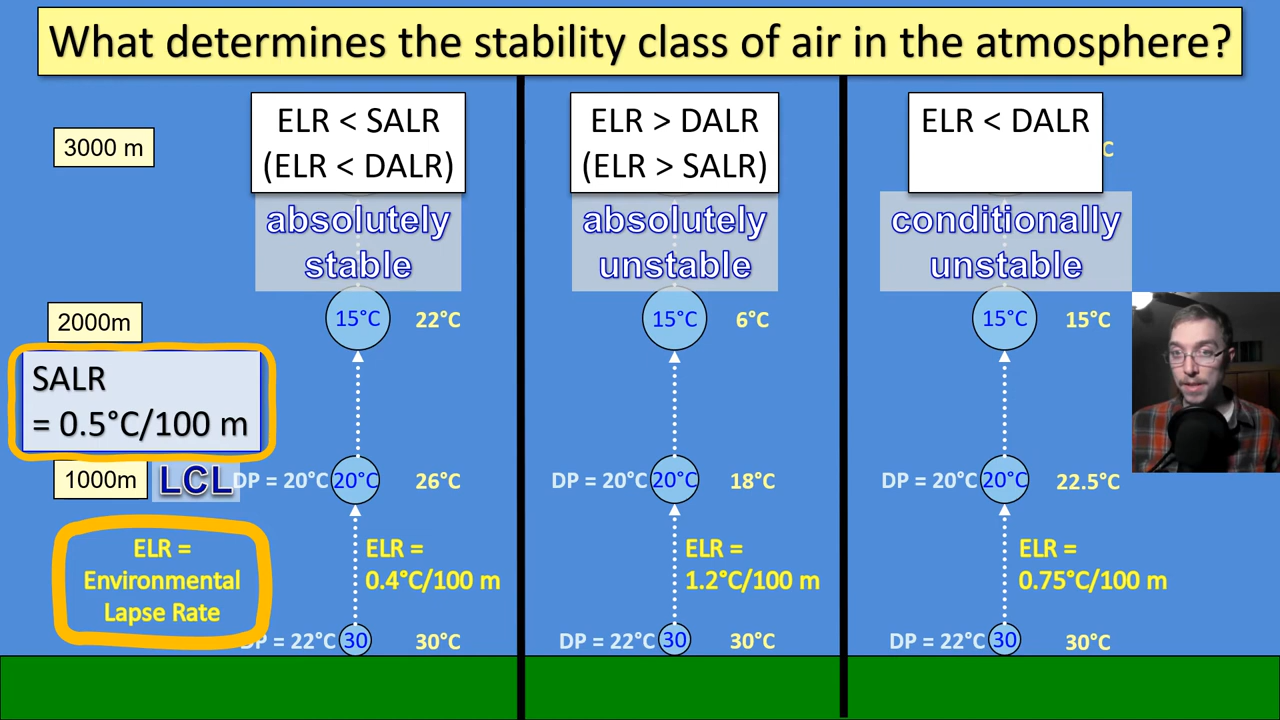 What determines the stability class of air in the atmosphere?
3000 m
2000m
SALR
= 0.5°C/100 m
1000m
LCL
ELR =
Environmental
Lapse Rate
ELR < SALR
(ELR < DALR)
absolutely
stable
15°C 22°C
DP = 20°C 20°C 26°C
ELR =
0.4°C/100 m
DP = 22°C 30 30°C
ELR > DALR
(ELR > SALR)
absolutely
unstable
15°C 6°C
DP = 20°C 20°C 18°C
ELR =
1.2°C/100 m
DP = 22°C 30 30°C
ELR < DALR
C
conditionally
unstable
15°C 15°C
DP = 20°C 20°C 22.5°C
ELR =
0.75°C/100 m
DP = 22°C 30 30°C